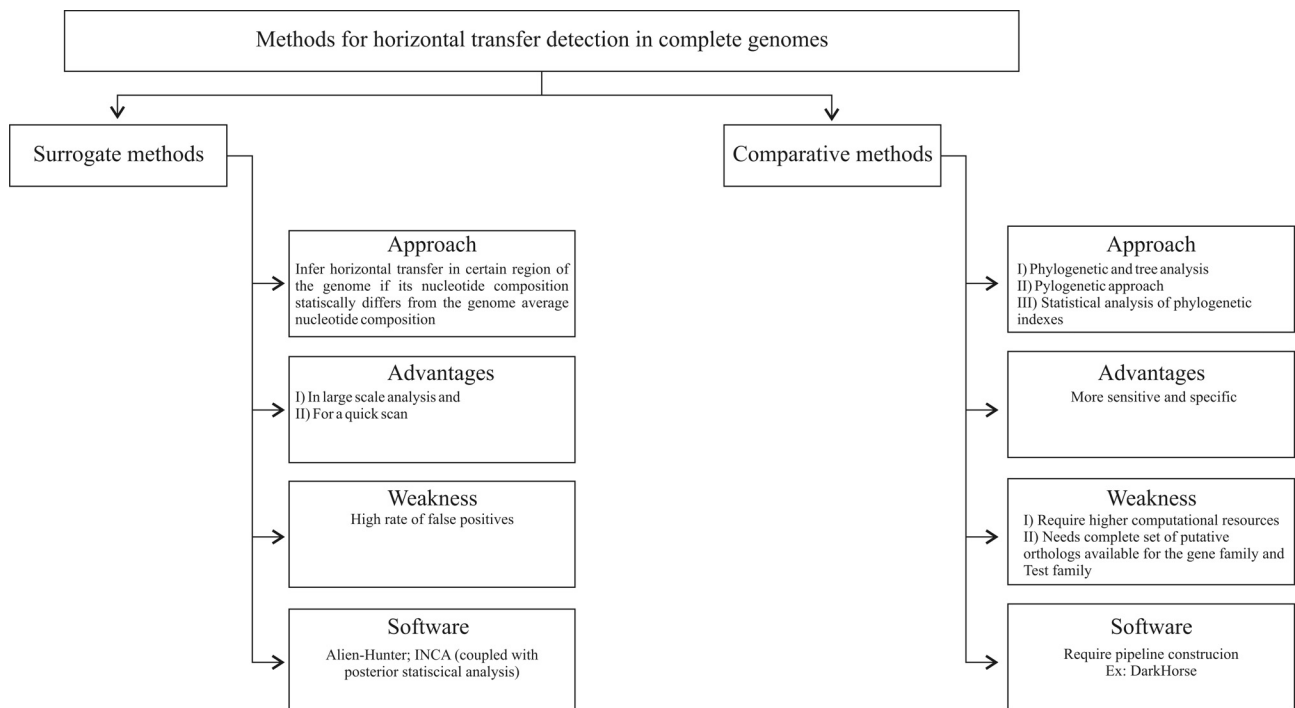 Methods for horizontal transfer detection in complete genomes
Surrogate methods
Approach
Infer horizontal transfer in certain region of
the genome if its nucleotide composition
statiscally differs from the genome average
nucleotide composition
Advantages
I) In large scale analysis and
II) For a quick scan
Weakness
High rate of false positives
Software
Alien-Hunter; INCA (coupled with
posterior statiscical analysis)
Comparative methods
Approach
I) Phylogenetic and tree analysis
II) Pylogenetic approach
III) Statistical analysis of phylogenetic
indexes
Advantages
More sensitive and specific
Weakness
I) Require higher computational resources
II) Needs complete set of putative
orthologs available for the gene family and
Test family
Software
Require pipeline construcion
Ex: DarkHorse